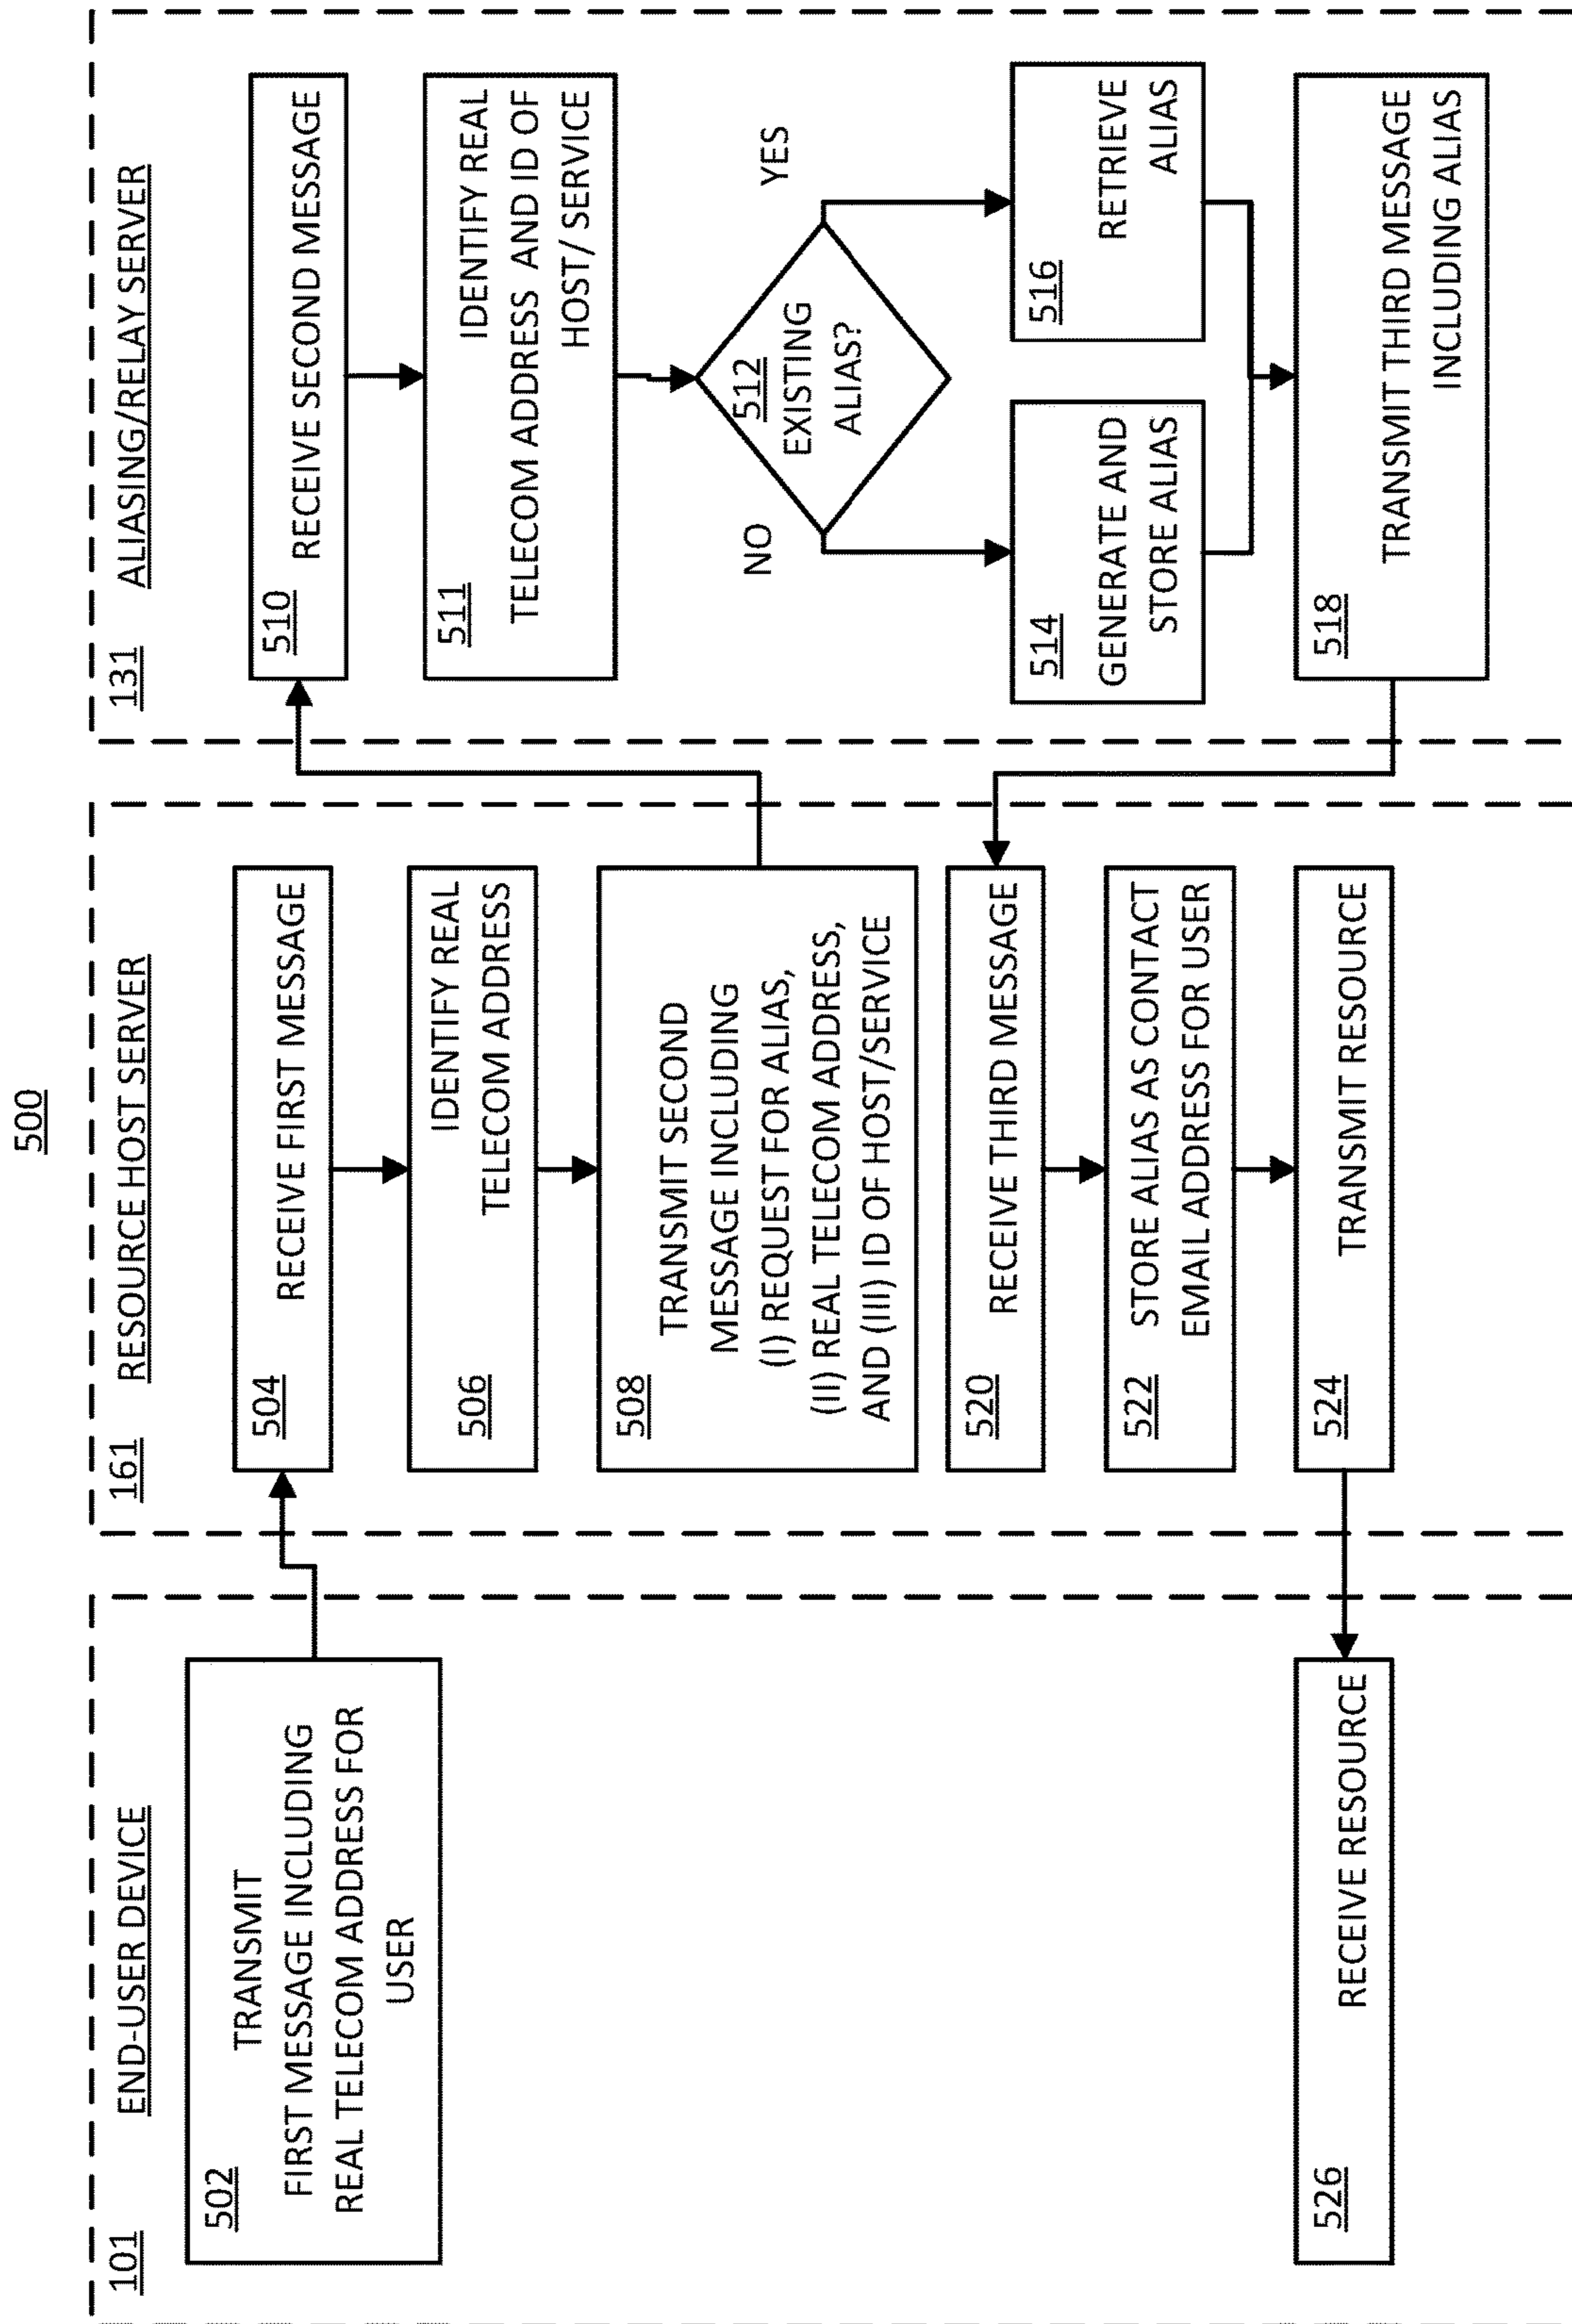 500
101 END-USER DEVICE
502
TRANSMIT
FIRST MESSAGE INCLUDING
REAL TELECOM ADDRESS FOR
USER
526
RECEIVE RESOURCE
161 RESOURCE HOST SERVER
504
RECEIVE FIRST MESSAGE
506
IDENTIFY REAL
TELECOM ADDRESS
508
TRANSMIT SECOND
MESSAGE INCLUDING
(I) REQUEST FOR ALIAS,
(II) REAL TELECOM ADDRESS,
AND (III) ID OF HOST/SERVICE
520
RECEIVE THIRD MESSAGE
522
STORE ALIAS AS CONTACT
EMAIL ADDRESS FOR USER
524
TRANSMIT RESOURCE
131 ALIASING/RELAY SERVER
510
RECEIVE SECOND MESSAGE
511
IDENTIFY REAL
TELECOM ADDRESS AND ID OF
HOST/ SERVICE
512
EXISTING
ALIAS?
NO
YES
514
GENERATE AND
STORE ALIAS
516
RETRIEVE
ALIAS
518
TRANSMIT THIRD MESSAGE
INCLUDING ALIAS